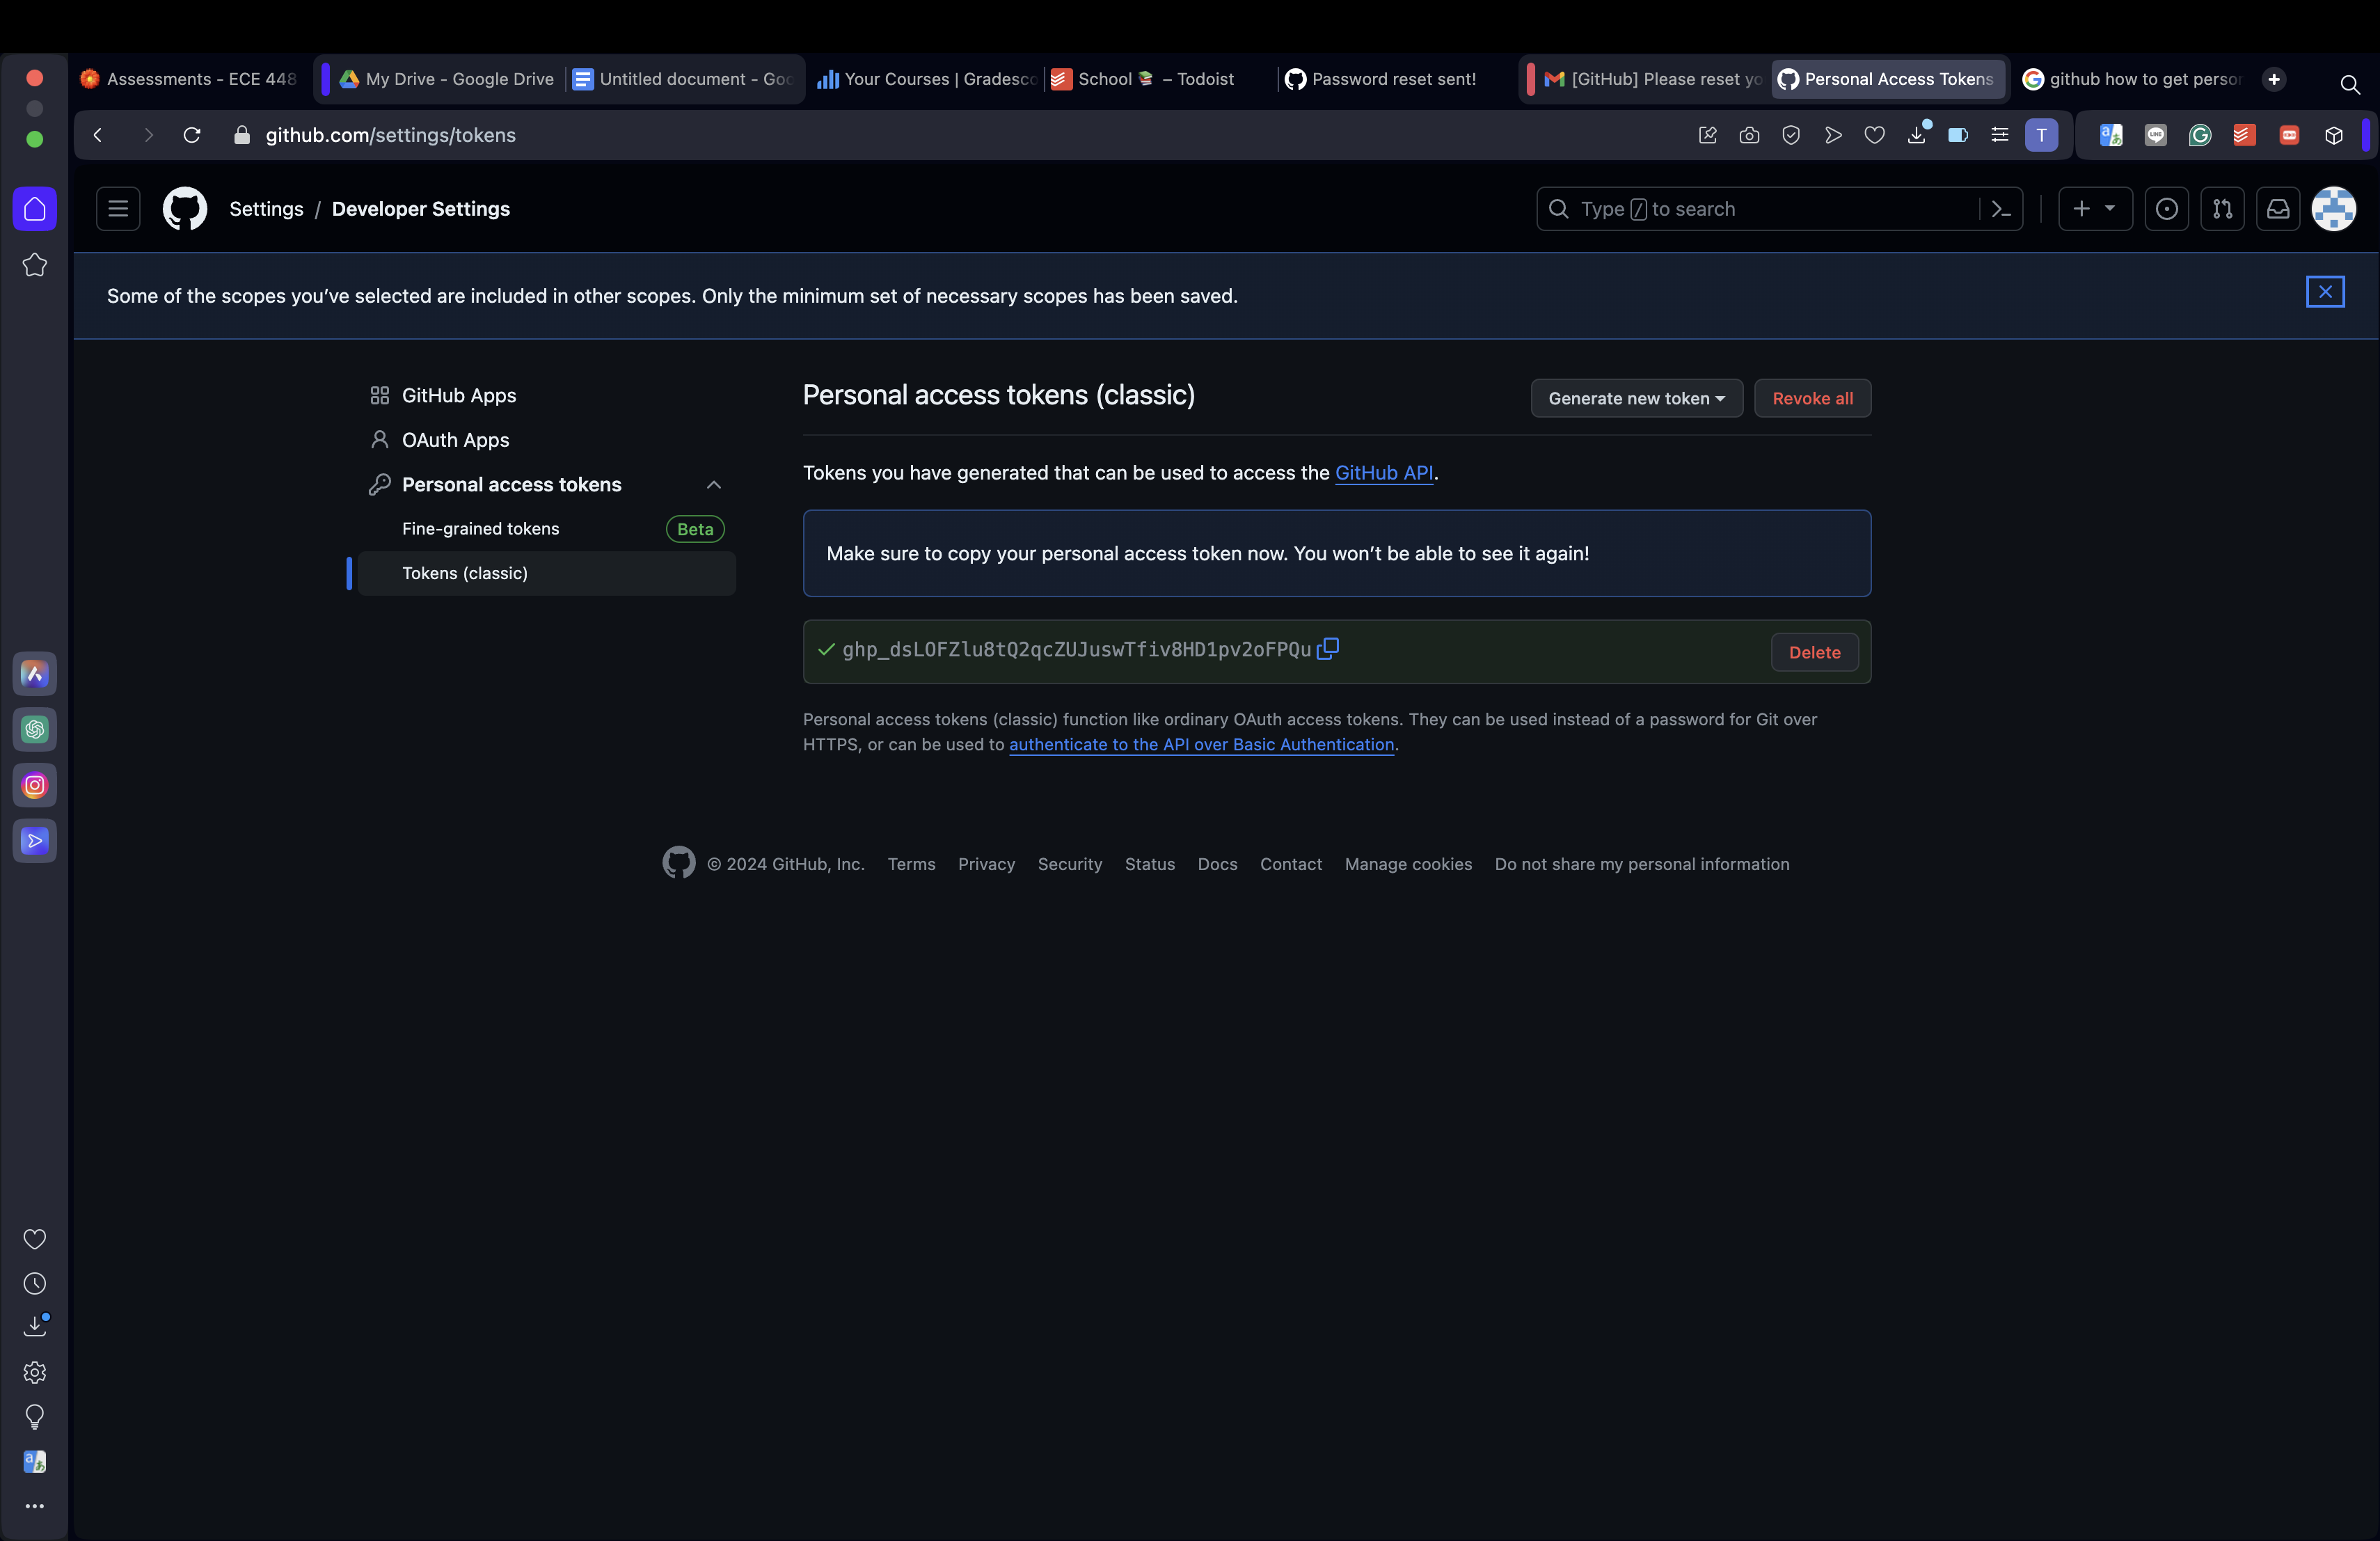 Assessments - ECE 448
My Drive - Google Drive
Untitled document - Goo
Your Courses | Gradesco
School 📚 – Todoist
Password reset sent!
[GitHub] Please reset yo
Personal Access Tokens
github how to get person
github.com/settings/tokens
T
Settings / Developer Settings
Type / to search
Some of the scopes you’ve selected are included in other scopes. Only the minimum set of necessary scopes has been saved.
GitHub Apps
OAuth Apps
Personal access tokens
Fine-grained tokens Beta
Tokens (classic)
Personal access tokens (classic)
Generate new token
Revoke all
Tokens you have generated that can be used to access the GitHub API.
Make sure to copy your personal access token now. You won’t be able to see it again!
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
Delete
Personal access tokens (classic) function like ordinary OAuth access tokens. They can be used instead of a password for Git over
HTTPS, or can be used to authenticate to the API over Basic Authentication.
© 2024 GitHub, Inc. Terms Privacy Security Status Docs Contact Manage cookies Do not share my personal information